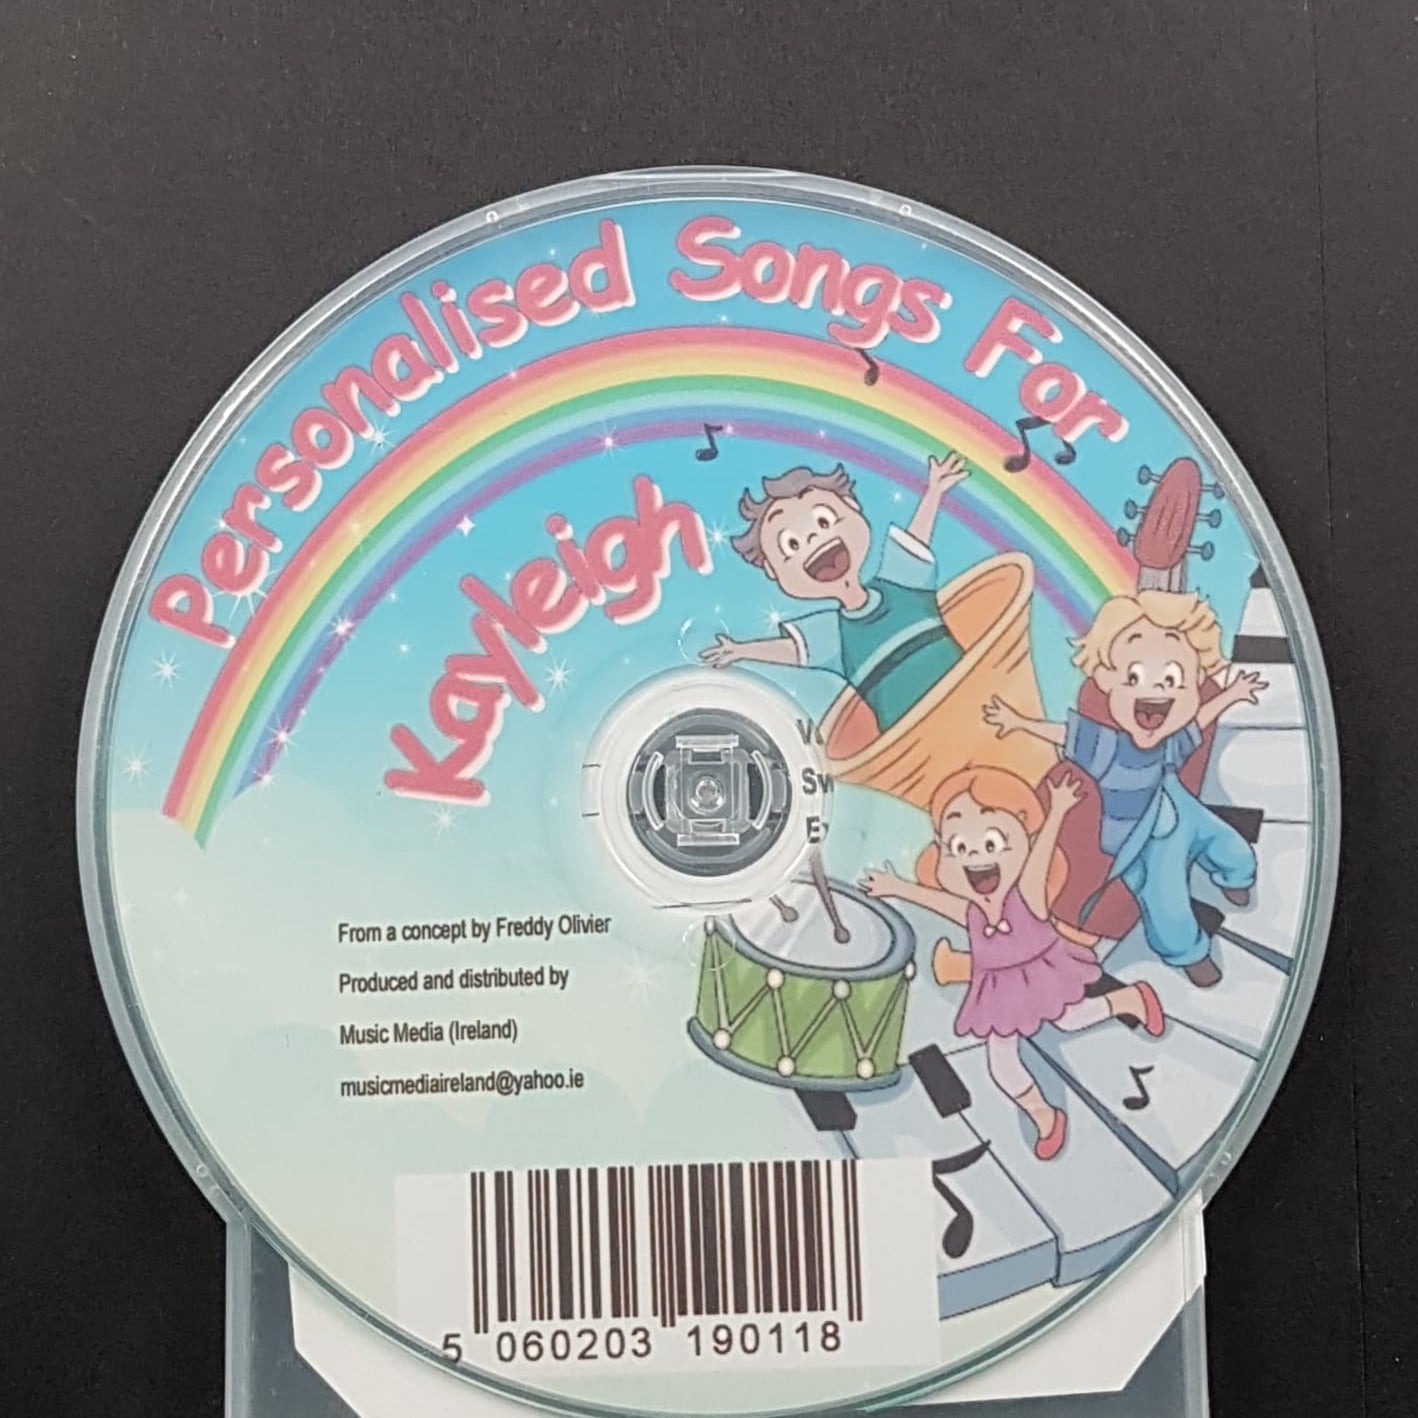 Personalised Songs For
Kayleigh
From a concept by Freddy Olivier
Produced and distributed by
Music Media (Ireland)
musicmediaireland@yahoo.ie
5 060203 190118